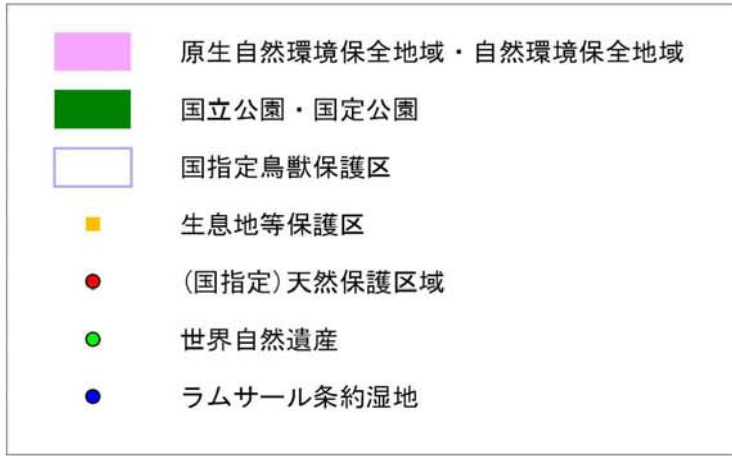 原生自然環境保全地域・自然環境保全地域
国立公園・国定公園
国指定鳥獣保護区
生息地等保護区
（国指定）天然保護区域
世界自然遺産
ラムサール条約湿地